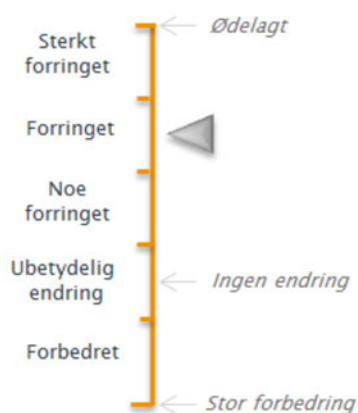 Ødelagt
Sterkt
forringet
Forringet
Noe
forringet
Ubetydelig
endring
Ingen endring
Forbedret
Stor forbedring